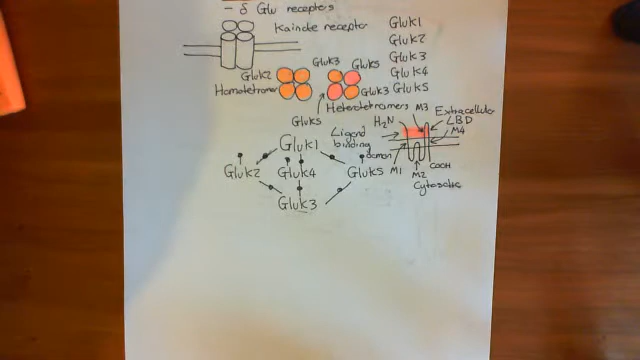 - δ Glu receptors
Kainate receptor
GluK1
GluK2
GluK3
GluK4
GluK5
GluK3
GluK5
GluK2
Homotetramer
GluK3
Heterotetramers
GluK5
M3
Extracellular
LBD
H₂N
M4
Ligand
binding
domain
M1
M2
COOH
Cytosolic
GluK1
GluK2
GluK4
GluK5
GluK3